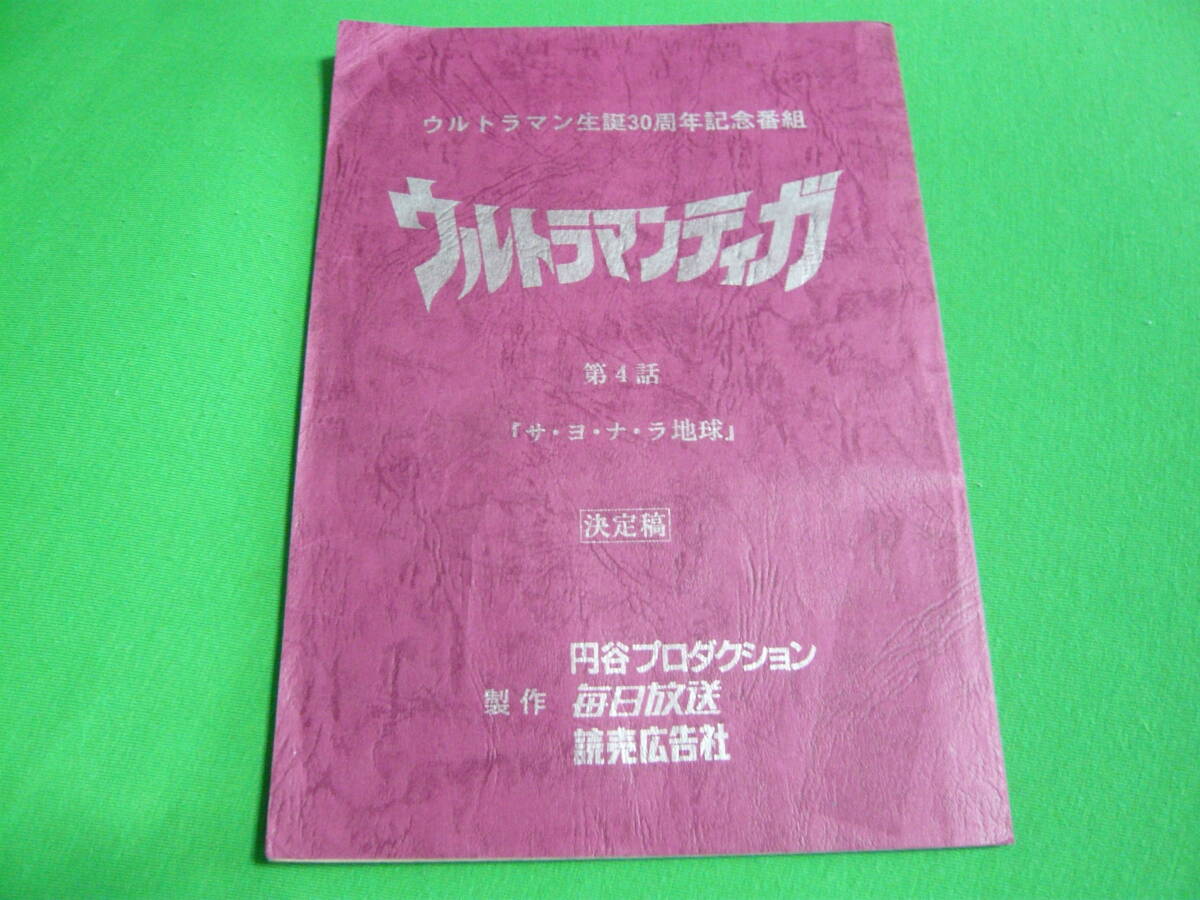 ウルトラマン生誕30周年記念番組
ウルトラマンティガ
第4話
『サ・ヨ・ナ・ラ地球』
決定稿
円谷プロダクション
製作 毎日放送
読売広告社